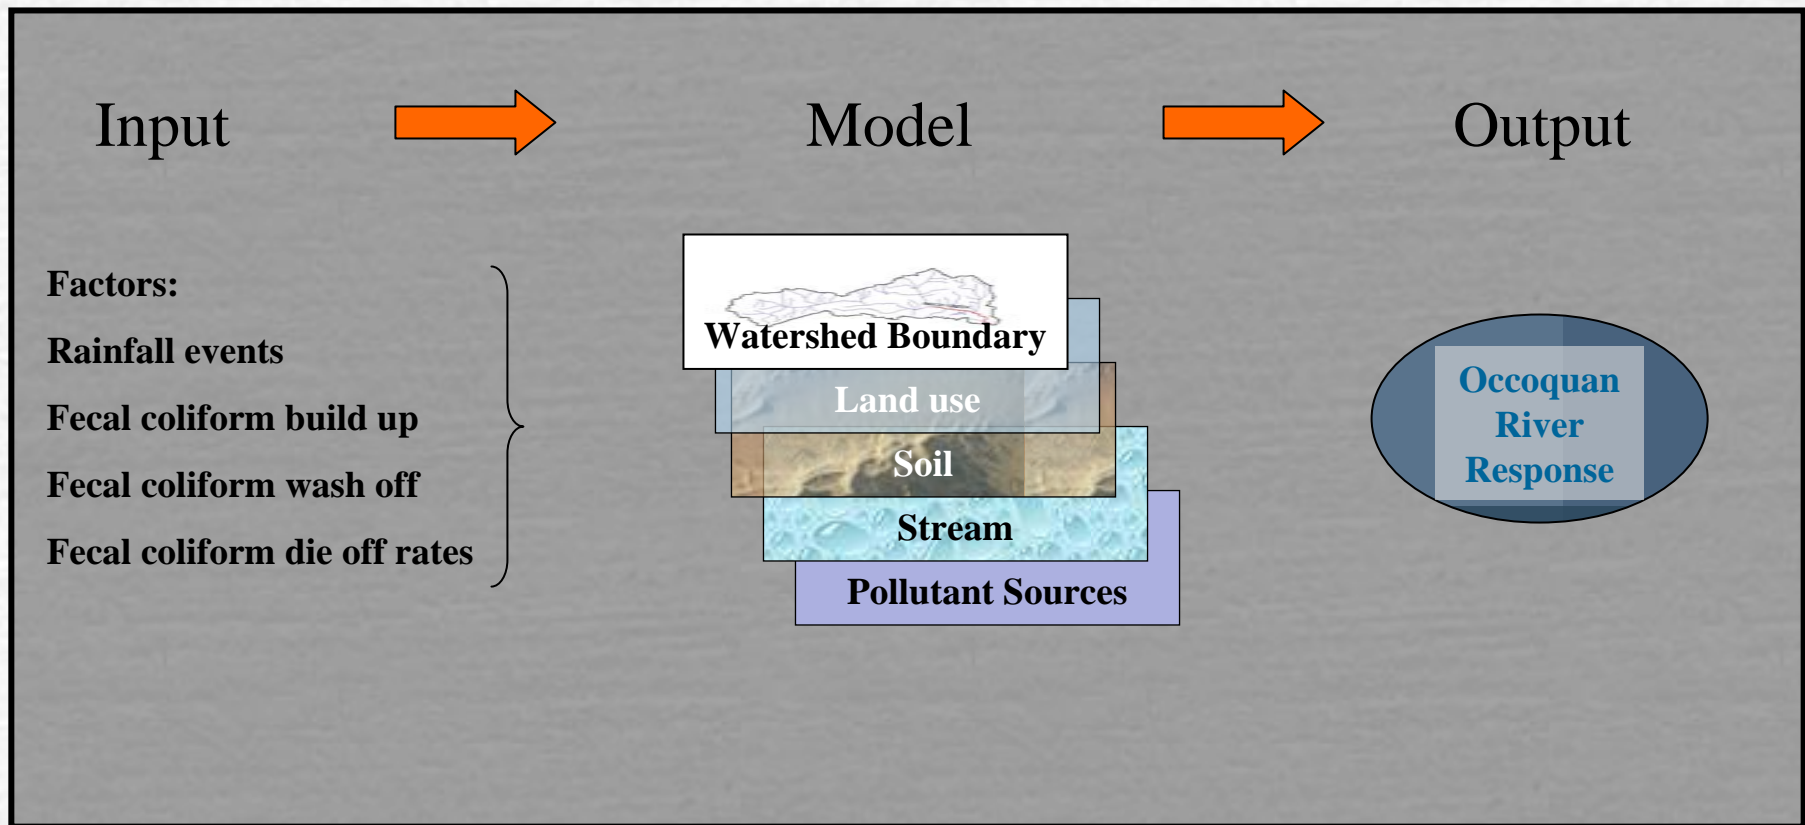 Input
Model
Output
Factors:
Rainfall events
Fecal coliform build up
Fecal coliform wash off
Fecal coliform die off rates
Watershed Boundary
Land use
Soil
Stream
Pollutant Sources
Occoquan
River
Response